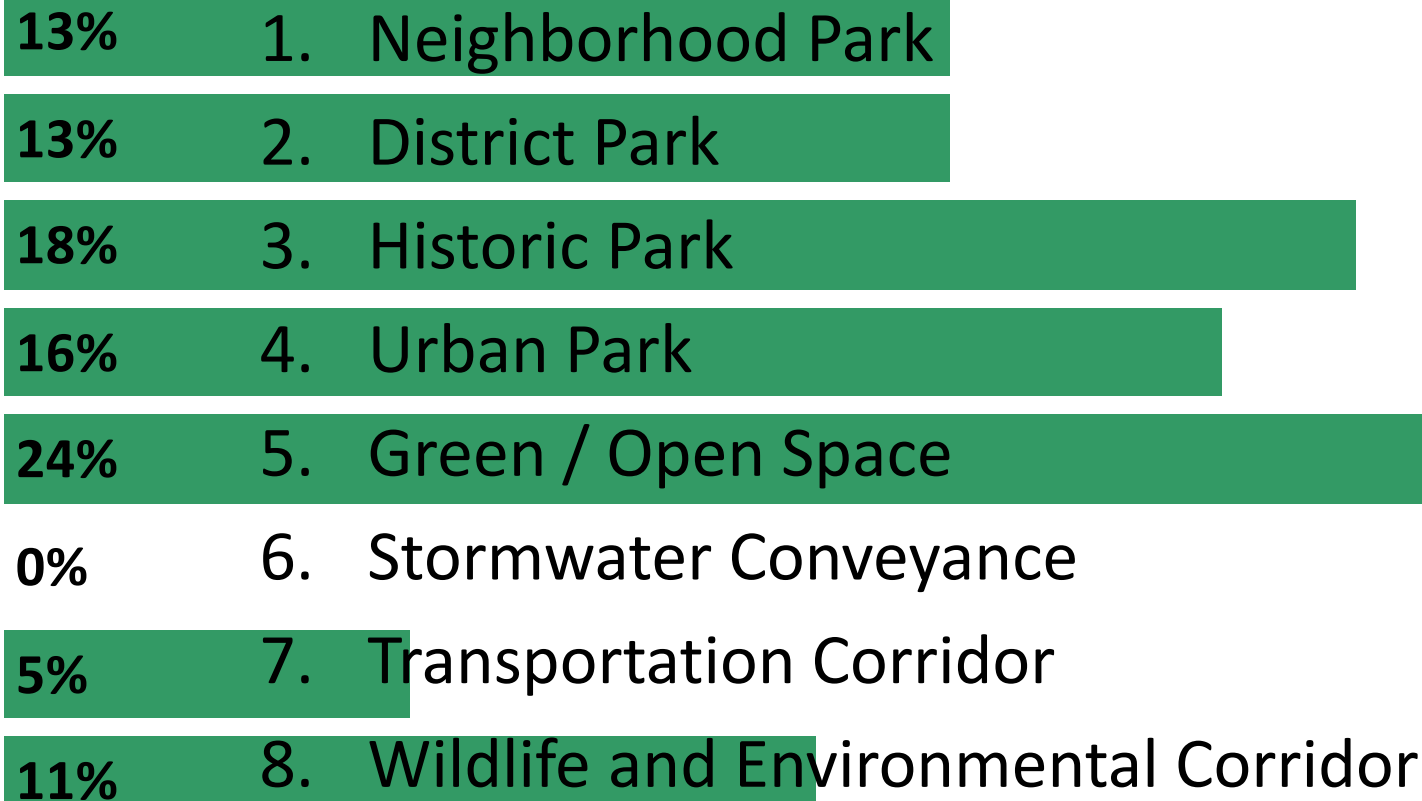 13% 1. Neighborhood Park
13% 2. District Park
18% 3. Historic Park
16% 4. Urban Park
24% 5. Green / Open Space
0% 6. Stormwater Conveyance
5% 7. Transportation Corridor
11% 8. Wildlife and Environmental Corridor